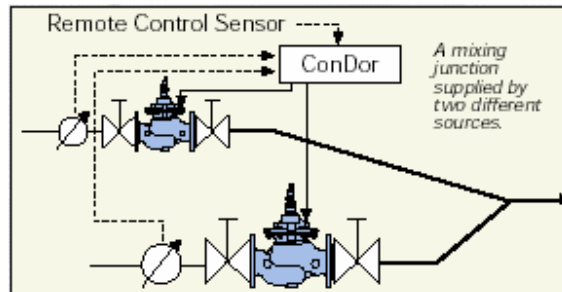 Remote Control Sensor
ConDor
A mixing
junction
supplied by
two different
sources.